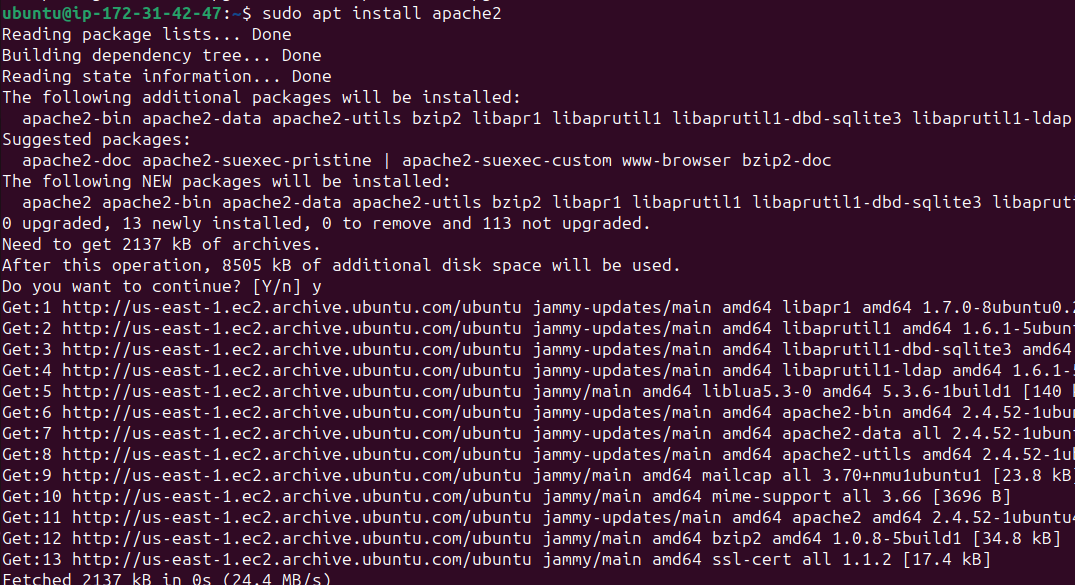 ubuntu@ip-172-31-42-47:~$ sudo apt install apache2
Reading package lists... Done
Building dependency tree... Done
Reading state information... Done
The following additional packages will be installed:
  apache2-bin apache2-data apache2-utils bzip2 libapr1 libaprutil1 libaprutil1-dbd-sqlite3 libaprutil1-ldap
Suggested packages:
  apache2-doc apache2-suexec-pristine | apache2-suexec-custom www-browser bzip2-doc
The following NEW packages will be installed:
  apache2 apache2-bin apache2-data apache2-utils bzip2 libapr1 libaprutil1 libaprutil1-dbd-sqlite3 libaprut
0 upgraded, 13 newly installed, 0 to remove and 113 not upgraded.
Need to get 2137 kB of archives.
After this operation, 8505 kB of additional disk space will be used.
Do you want to continue? [Y/n] y
Get:1 http://us-east-1.ec2.archive.ubuntu.com/ubuntu jammy-updates/main amd64 libapr1 amd64 1.7.0-8ubuntu0.2
Get:2 http://us-east-1.ec2.archive.ubuntu.com/ubuntu jammy-updates/main amd64 libaprutil1 amd64 1.6.1-5ubun
Get:3 http://us-east-1.ec2.archive.ubuntu.com/ubuntu jammy-updates/main amd64 libaprutil1-dbd-sqlite3 amd64
Get:4 http://us-east-1.ec2.archive.ubuntu.com/ubuntu jammy-updates/main amd64 libaprutil1-ldap amd64 1.6.1-5
Get:5 http://us-east-1.ec2.archive.ubuntu.com/ubuntu jammy/main amd64 liblua5.3-0 amd64 5.3.6-1build1 [140 k
Get:6 http://us-east-1.ec2.archive.ubuntu.com/ubuntu jammy-updates/main amd64 apache2-bin amd64 2.4.52-1ubun
Get:7 http://us-east-1.ec2.archive.ubuntu.com/ubuntu jammy-updates/main amd64 apache2-data all 2.4.52-1ubunt
Get:8 http://us-east-1.ec2.archive.ubuntu.com/ubuntu jammy-updates/main amd64 apache2-utils amd64 2.4.52-1ub
Get:9 http://us-east-1.ec2.archive.ubuntu.com/ubuntu jammy/main amd64 mailcap all 3.70+nmu1ubuntu1 [23.8 kB]
Get:10 http://us-east-1.ec2.archive.ubuntu.com/ubuntu jammy/main amd64 mime-support all 3.66 [3696 B]
Get:11 http://us-east-1.ec2.archive.ubuntu.com/ubuntu jammy-updates/main amd64 apache2 amd64 2.4.52-1ubuntu4
Get:12 http://us-east-1.ec2.archive.ubuntu.com/ubuntu jammy/main amd64 bzip2 amd64 1.0.8-5build1 [34.8 kB]
Get:13 http://us-east-1.ec2.archive.ubuntu.com/ubuntu jammy/main amd64 ssl-cert all 1.1.2 [17.4 kB]
Fetched 2137 kB in 0s (24.4 MB/s)